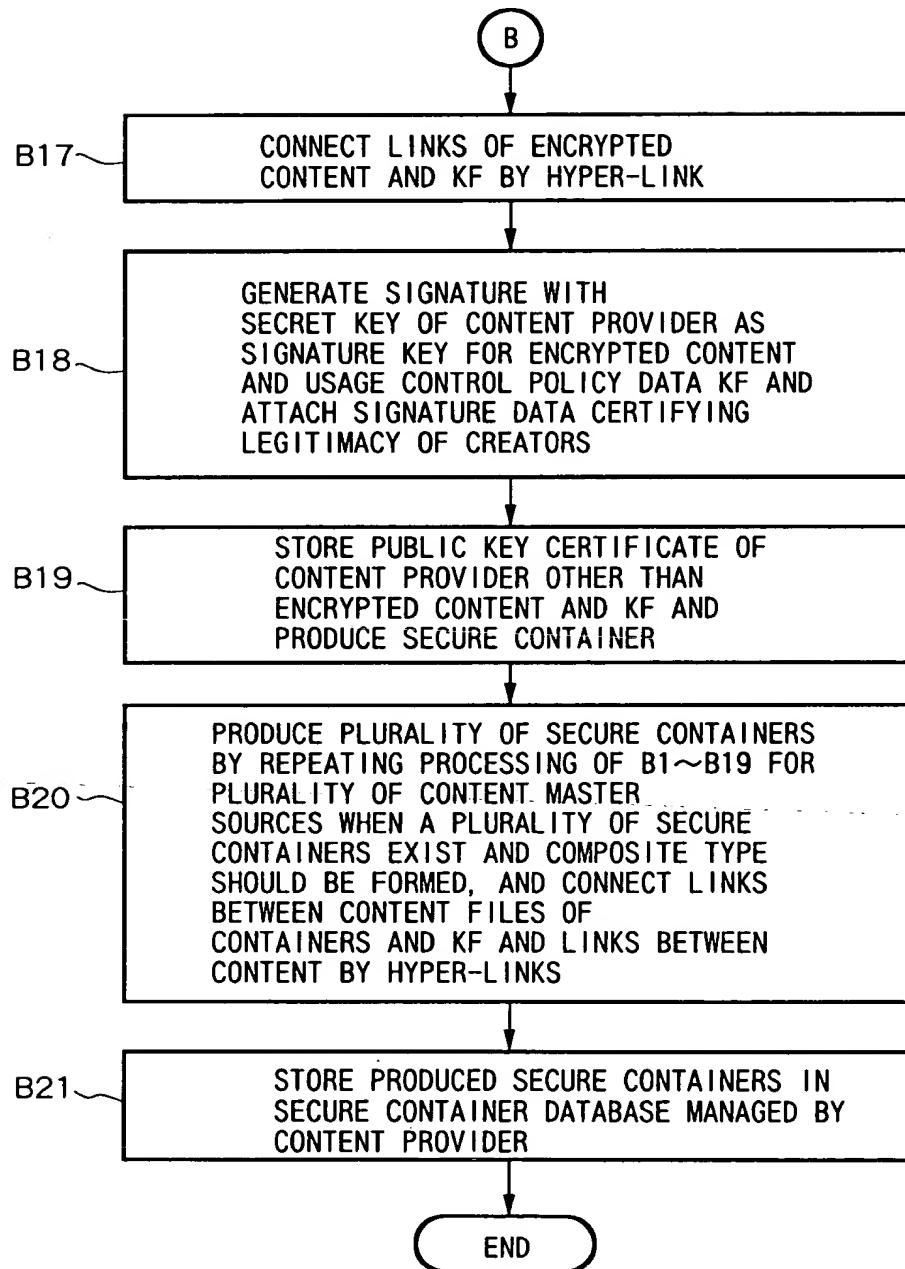 B
B17
CONNECT LINKS OF ENCRYPTED
CONTENT AND KF BY HYPER-LINK
B18
GENERATE SIGNATURE WITH
SECRET KEY OF CONTENT PROVIDER AS
SIGNATURE KEY FOR ENCRYPTED CONTENT
AND USAGE CONTROL POLICY DATA KF AND
ATTACH SIGNATURE DATA CERTIFYING
LEGITIMACY OF CREATORS
B19
STORE PUBLIC KEY CERTIFICATE OF
CONTENT PROVIDER OTHER THAN
ENCRYPTED CONTENT AND KF AND
PRODUCE SECURE CONTAINER
B20
PRODUCE PLURALITY OF SECURE CONTAINERS
BY REPEATING PROCESSING OF B1~B19 FOR
PLURALITY OF CONTENT MASTER
SOURCES WHEN A PLURALITY OF SECURE
CONTAINERS EXIST AND COMPOSITE TYPE
SHOULD BE FORMED, AND CONNECT LINKS
BETWEEN CONTENT FILES OF
CONTAINERS AND KF AND LINKS BETWEEN
CONTENT BY HYPER-LINKS
B21
STORE PRODUCED SECURE CONTAINERS IN
SECURE CONTAINER DATABASE MANAGED BY
CONTENT PROVIDER
END